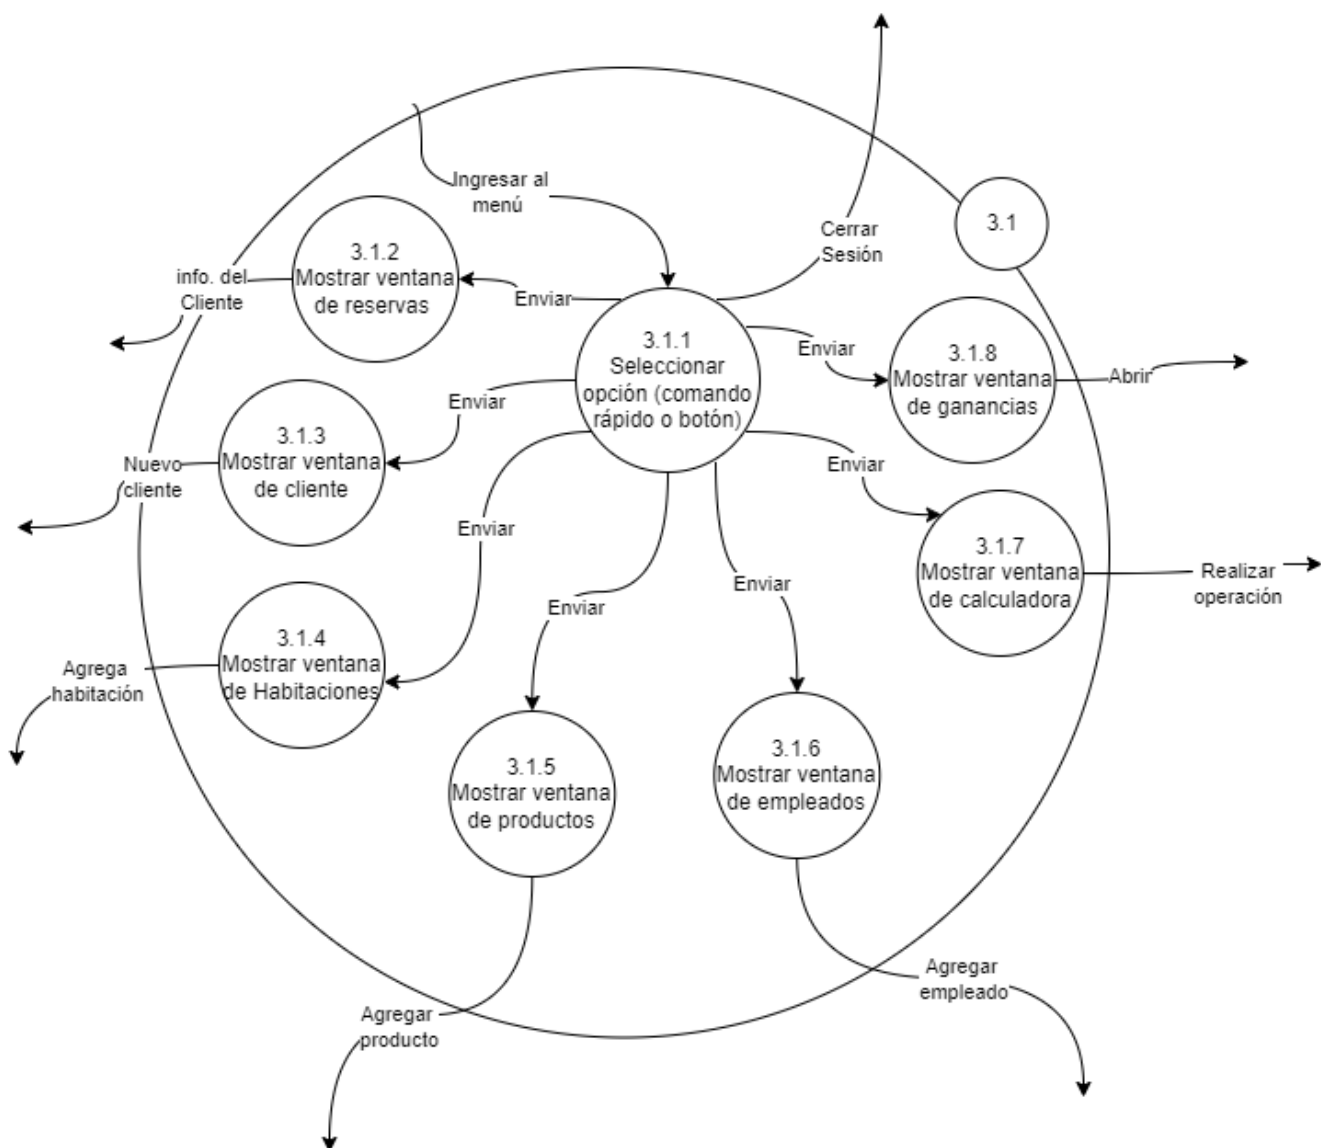 Ingresar al
menú
3.1
Cerrar
Sesión
3.1.2
Mostrar ventana
de reservas
info. del
Cliente
Enviar
3.1.1
Seleccionar
opción (comando
rápido o botón)
Enviar
3.1.8
Mostrar ventana
de ganancias
Abrir
Enviar
3.1.3
Mostrar ventana
de cliente
Nuevo
cliente
Enviar
3.1.7
Mostrar ventana
de calculadora
Realizar
operación
Enviar
3.1.4
Mostrar ventana
de Habitaciones
Agrega
habitación
Enviar
Enviar
3.1.5
Mostrar ventana
de productos
3.1.6
Mostrar ventana
de empleados
Agregar
producto
Agregar
empleado